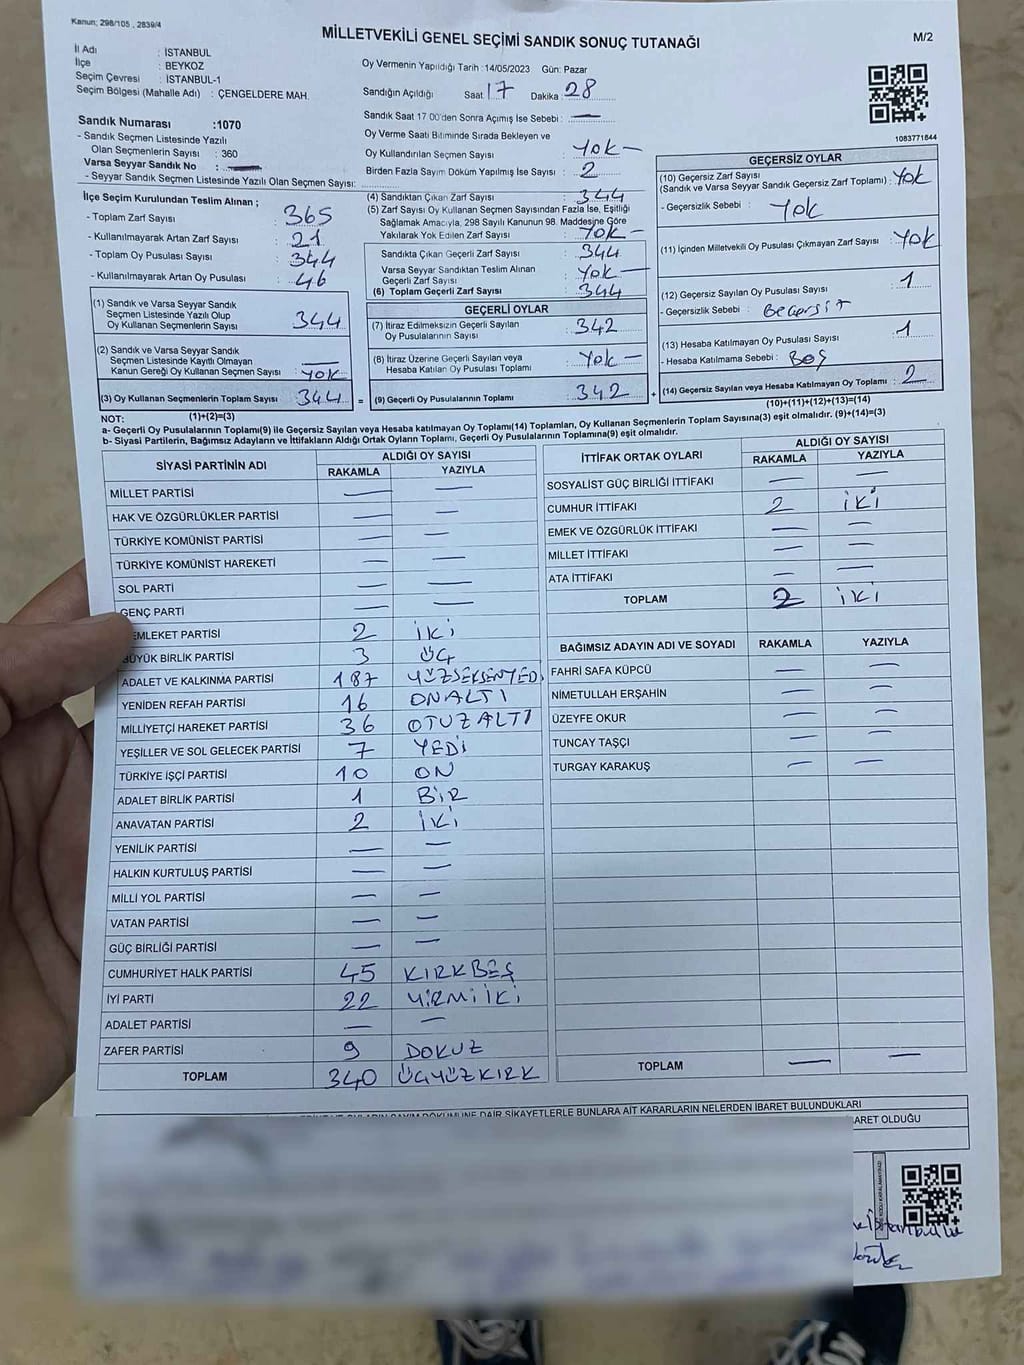 Kanun; 298/105 , 2839/4
MİLLETVEKİLİ GENEL SEÇİMİ SANDIK SONUÇ TUTANAĞI
M/2
İl Adı : İSTANBUL
İlçe : BEYKOZ
Seçim Çevresi : İSTANBUL-1
Seçim Bölgesi (Mahalle Adı) : ÇENGELDERE MAH.
Oy Vermenin Yapıldığı Tarih : 14/05/2023 Gün: Pazar
Sandığın Açıldığı Saat 17 Dakika : 28
Sandık Saat 17 00'den Sonra Açımış İse Sebebi : —
Oy Verme Saati Bitiminde Sırada Bekleyen ve
Oy Kullandırılan Seçmen Sayısı : YOK —
Birden Fazla Sayım Döküm Yapılmış İse Sayısı : 2
1083771844
Sandık Numarası :1070
- Sandık Seçmen Listesinde Yazılı
Olan Seçmenlerin Sayısı : 360
Varsa Seyyar Sandık No : —
- Seyyar Sandık Seçmen Listesinde Yazılı Olan Seçmen Sayısı:
İlçe Seçim Kurulundan Teslim Alınan ;
- Toplam Zarf Sayısı : 365
- Kullanılmayarak Artan Zarf Sayısı : 21
- Toplam Oy Pusulası Sayısı : 344
- Kullanılmayarak Artan Oy Pusulası : 46
(1) Sandık ve Varsa Seyyar Sandık
Seçmen Listesinde Yazılı Olup
Oy Kullanan Seçmenlerin Sayısı : 344
(2) Sandık ve Varsa Seyyar Sandık
Seçmen Listesinde Kayıtlı Olmayan
Kanun Gereği Oy Kullanan Seçmen Sayısı : YOK
(3) Oy Kullanan Seçmenlerin Toplam Sayısı : 344
(1)+(2)=(3)
(4) Sandıktan Çıkan Zarf Sayısı : 344
(5) Zarf Sayısı Oy Kullanan Seçmen Sayısından Fazla İse, Eşitliği
Sağlamak Amacıyla, 298 Sayılı Kanunun 98. Maddesine Göre
Yakılarak Yok Edilen Zarf Sayısı : YOK —
Sandıkta Çıkan Geçerli Zarf Sayısı : 344
Varsa Seyyar Sandıktan Teslim Alınan
Geçerli Zarf Sayısı : YOK —
(6) Toplam Geçerli Zarf Sayısı : 344
GEÇERLİ OYLAR
(7) İtiraz Edilmeksizin Geçerli Sayılan
Oy Pusulalarının Sayısı : 342
(8) İtiraz Üzerine Geçerli Sayılan veya
Hesaba Katılan Oy Pusulası Toplamı : YOK —
= (9) Geçerli Oy Pusulalarının Toplamı : 342 +
GEÇERSİZ OYLAR
(10) Geçersiz Zarf Sayısı
(Sandık ve Varsa Seyyar Sandık Geçersiz Zarf Toplamı) : YOK
- Geçersizlik Sebebi : YOK
(11) İçinden Milletvekili Oy Pusulası Çıkmayan Zarf Sayısı : YOK
(12) Geçersiz Sayılan Oy Pusulası Sayısı : 1
- Geçersizlik Sebebi :
(13) Hesaba Katılmayan Oy Pusulası Sayısı : 1
- Hesaba Katılmama Sebebi : BOŞ
(14) Geçersiz Sayılan veya Hesaba Katılmayan Oy Toplamı : 2
(10)+(11)+(12)+(13)=(14)
NOT:
a- Geçerli Oy Pusulalarının Toplamı(9) ile Geçersiz Sayılan veya Hesaba katılmayan Oy Toplamı(14) Toplamları, Oy Kullanan Seçmenlerin Toplam Sayısına(3) eşit olmalıdır. (9)+(14)=(3)
b- Siyasi Partilerin, Bağımsız Adayların ve İttifakların Aldığı Ortak Oyların Toplamı, Geçerli Oy Pusulalarının Toplamına(9) eşit olmalıdır.
SİYASİ PARTİNİN ADI
ALDIĞI OY SAYISI
RAKAMLA YAZIYLA
MİLLET PARTİSİ — —
HAK VE ÖZGÜRLÜKLER PARTİSİ — —
TÜRKİYE KOMÜNİST PARTİSİ — —
TÜRKİYE KOMÜNİST HAREKETİ — —
SOL PARTİ — —
GENÇ PARTİ — —
EMLEKET PARTİSİ 2 İKİ
BÜYÜK BİRLİK PARTİSİ 3 ÜÇ
ADALET VE KALKINMA PARTİSİ 187 YÜZSEKSENYEDİ
YENİDEN REFAH PARTİSİ 16 ONALTI
MİLLİYETÇİ HAREKET PARTİSİ 36 OTUZALTI
YEŞİLLER VE SOL GELECEK PARTİSİ 7 YEDİ
TÜRKİYE İŞÇİ PARTİSİ 10 ON
ADALET BİRLİK PARTİSİ 1 BİR
ANAVATAN PARTİSİ 2 İKİ
YENİLİK PARTİSİ — —
HALKIN KURTULUŞ PARTİSİ — —
MİLLİ YOL PARTİSİ — —
VATAN PARTİSİ — —
GÜÇ BİRLİĞİ PARTİSİ — —
CUMHURİYET HALK PARTİSİ 45 KIRKBEŞ
İYİ PARTİ 22 YİRMİİKİ
ADALET PARTİSİ — —
ZAFER PARTİSİ 9 DOKUZ
TOPLAM 340 ÜÇYÜZKIRK
İTTİFAK ORTAK OYLARI
ALDIĞI OY SAYISI
RAKAMLA YAZIYLA
SOSYALİST GÜÇ BİRLİĞİ İTTİFAKI — —
CUMHUR İTTİFAKI 2 İKİ
EMEK VE ÖZGÜRLÜK İTTİFAKI — —
MİLLET İTTİFAKI — —
ATA İTTİFAKI — —
TOPLAM 2 İKİ
BAĞIMSIZ ADAYIN ADI VE SOYADI RAKAMLA YAZIYLA
FAHRİ SAFA KÜPCÜ — —
NİMETULLAH ERŞAHİN — —
ÜZEYFE OKUR — —
TUNCAY TAŞÇI — —
TURGAY KARAKUŞ — —
TOPLAM — —
DÖKÜMÜNE DAİR ŞİKAYETLERLE BUNLARA AİT KARARLARIN NELERDEN İBARET BULUNDUKLARI
BARET OLDUĞU